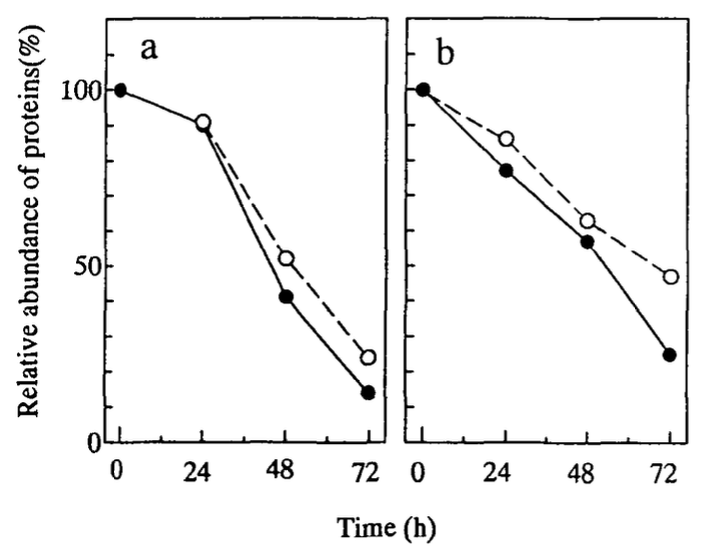 a
b
Relative abundance of proteins(%)
100
50
0
0 24 48 72
0 24 48 72
Time (h)